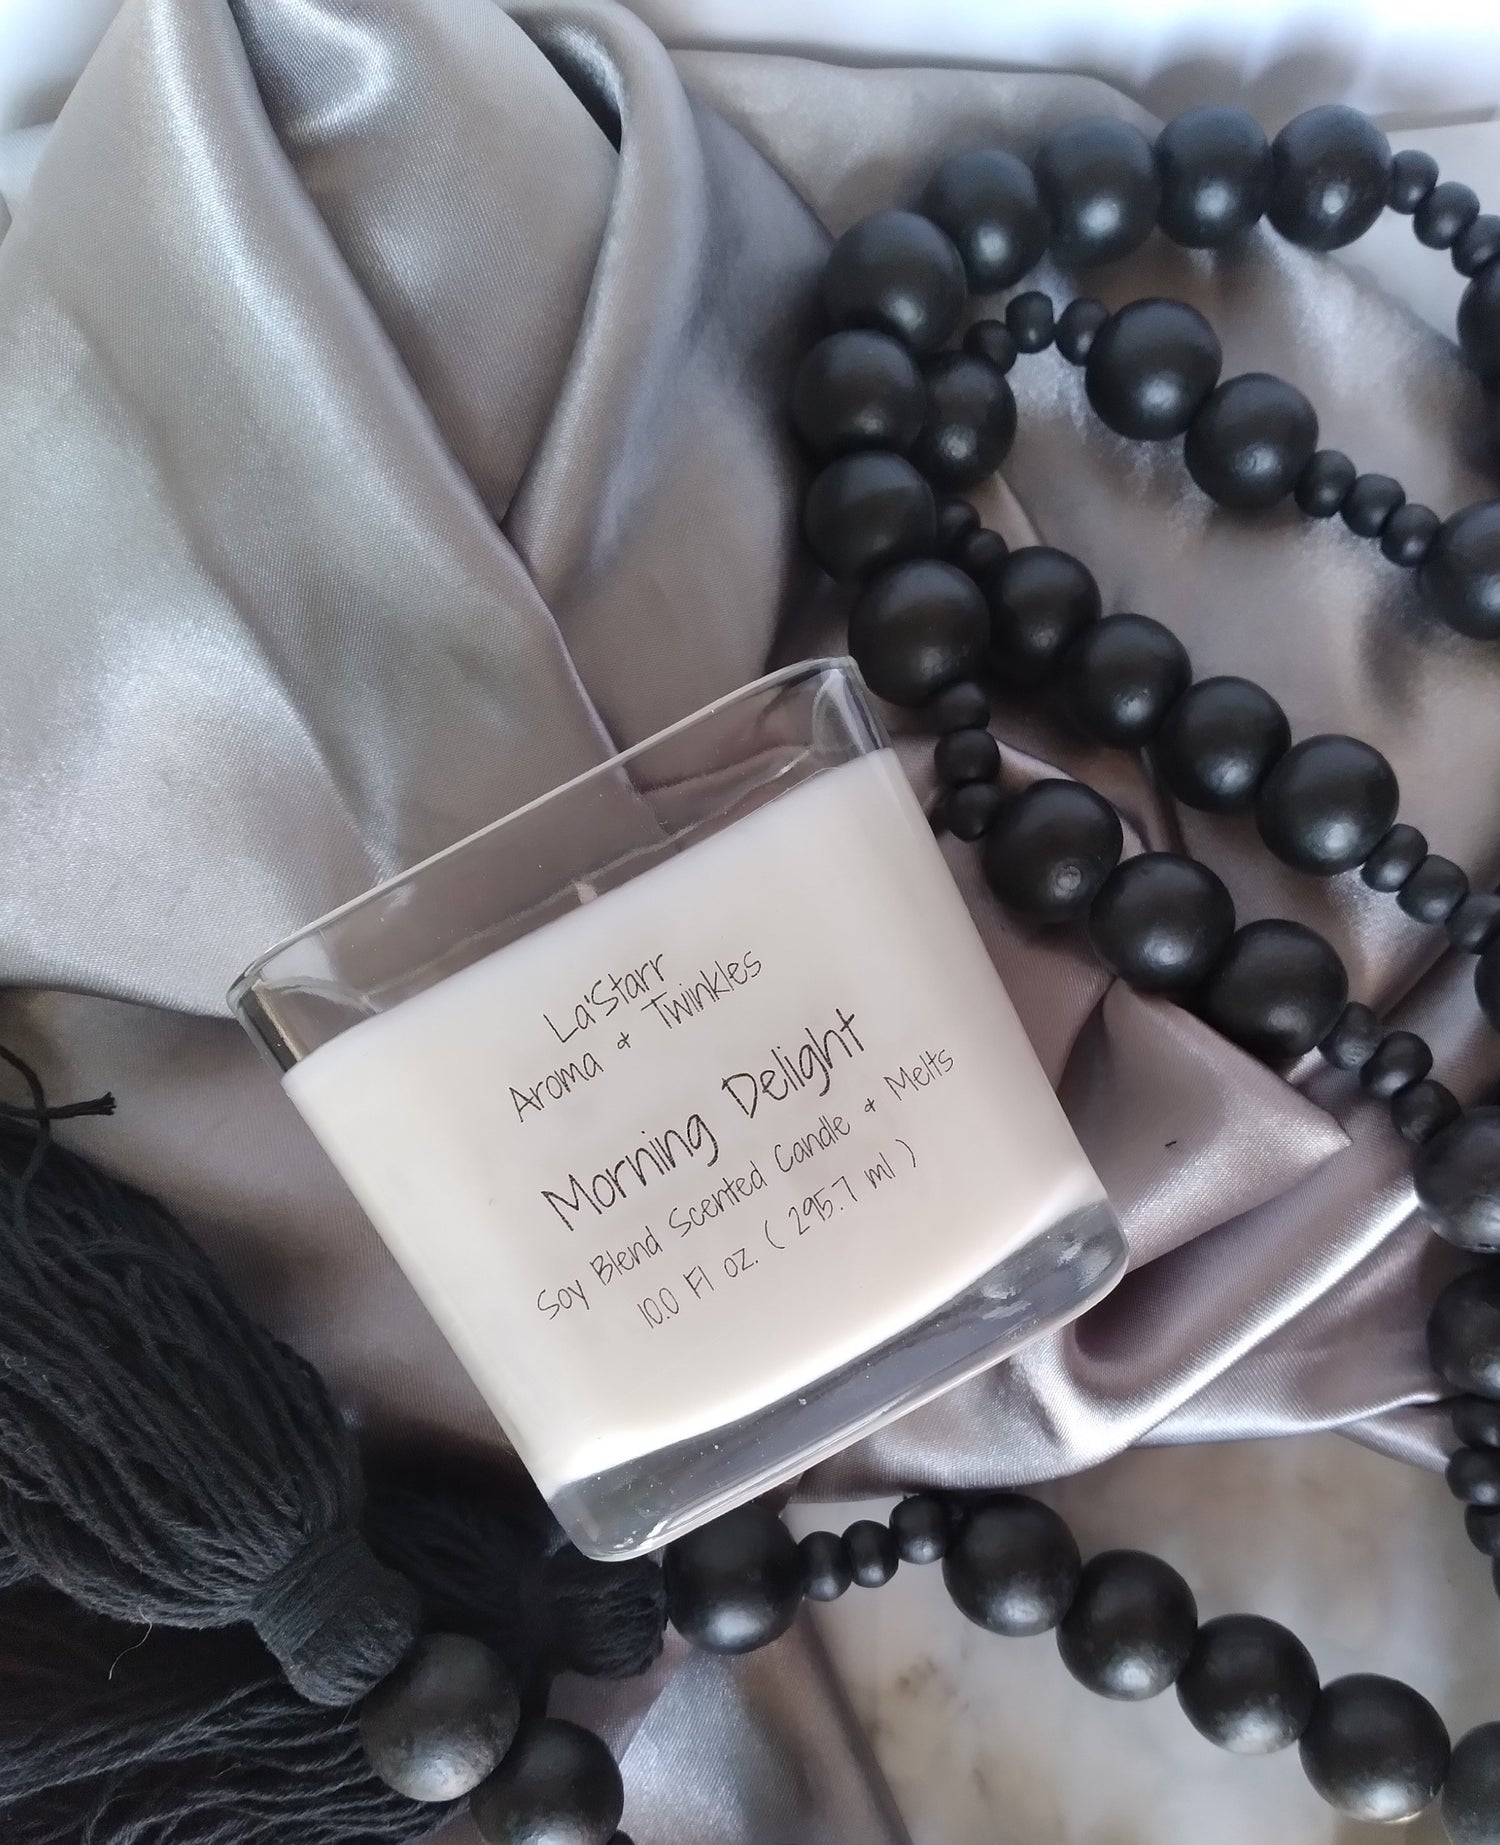 La'Starr
Aroma & Twinkles
Morning Delight
Soy Blend Scented Candle & Melts
10.0 Fl oz. ( 295.7 ml )